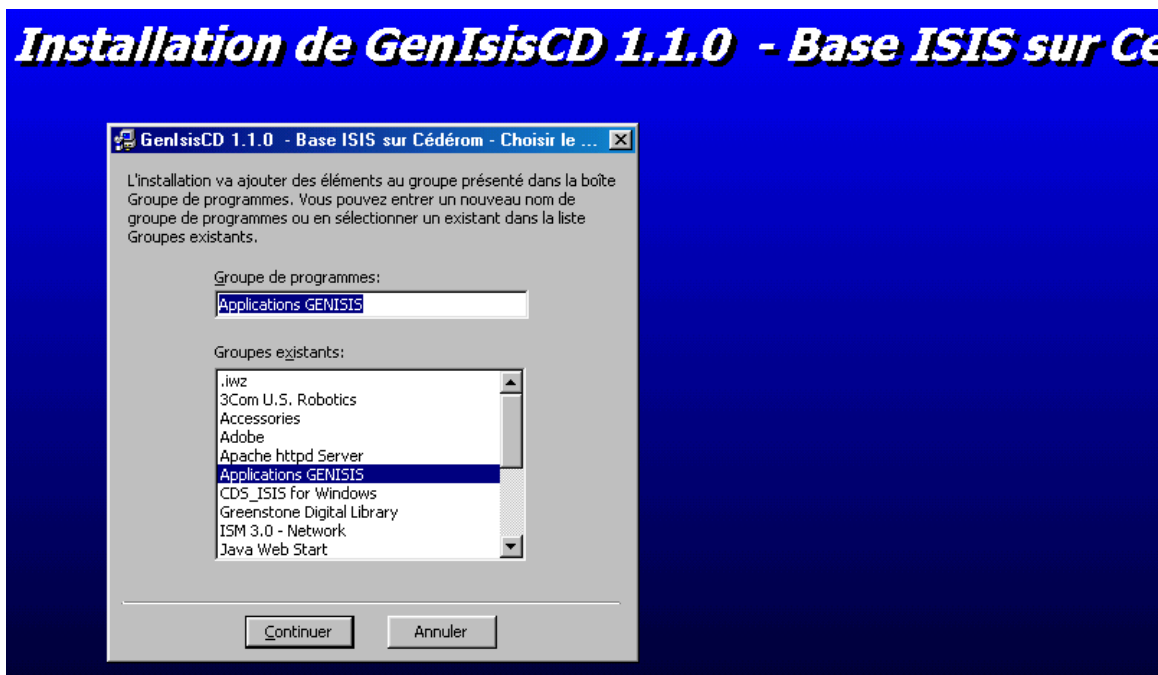 Installation de GenIsisCD 1.1.0 - Base ISIS sur Cé
GenIsisCD 1.1.0 - Base ISIS sur Cédérom - Choisir le ...
L'installation va ajouter des éléments au groupe présenté dans la boîte
Groupe de programmes. Vous pouvez entrer un nouveau nom de
groupe de programmes ou en sélectionner un existant dans la liste
Groupes existants.
Groupe de programmes:
Applications GENISIS
Groupes existants:
.iwz
3Com U.S. Robotics
Accessories
Adobe
Apache httpd Server
Applications GENISIS
CDS_ISIS for Windows
Greenstone Digital Library
ISM 3.0 - Network
Java Web Start
Continuer
Annuler